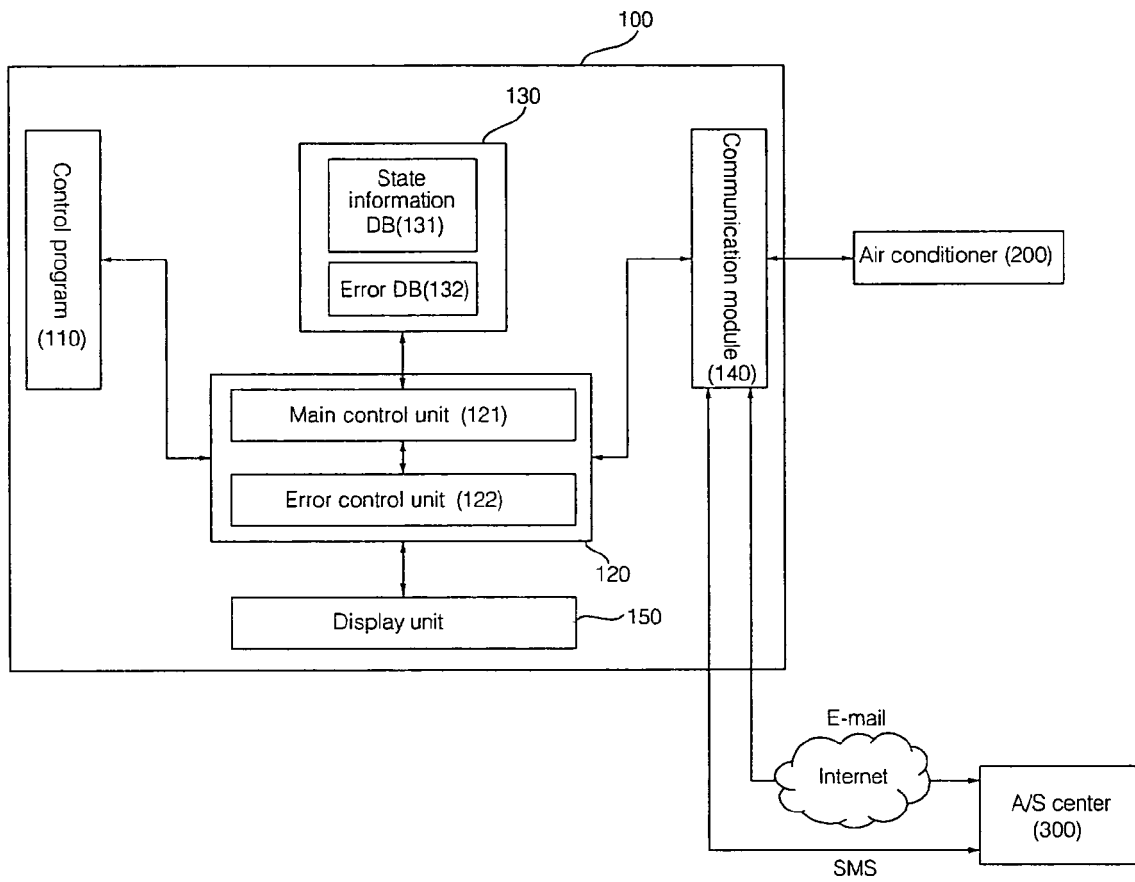 100
130
Control program
(110)
State
information
DB(131)
Error DB(132)
Communication module
(140)
Air conditioner (200)
Main control unit (121)
Error control unit (122)
120
Display unit
150
E-mail
Internet
A/S center
(300)
SMS